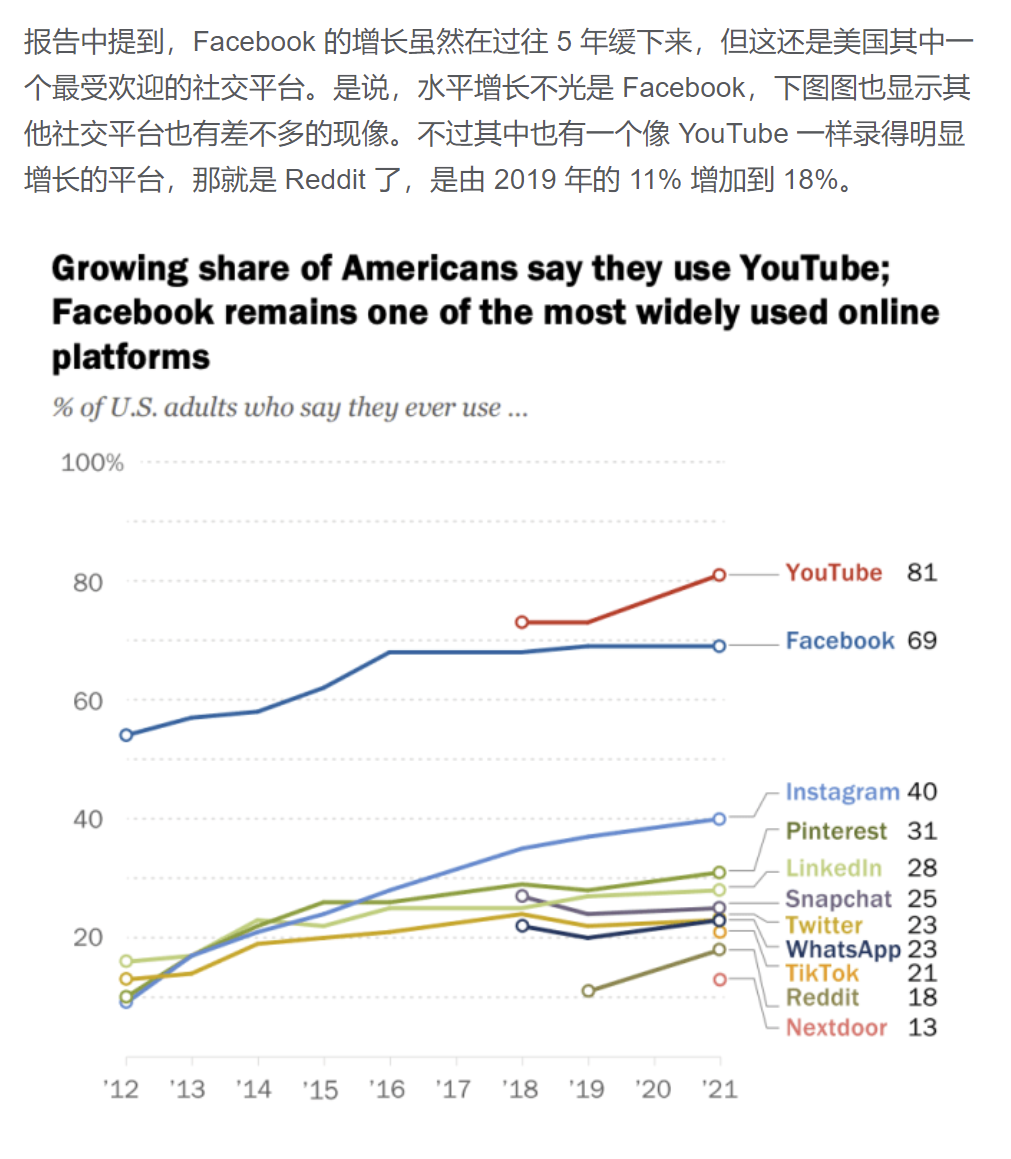 报告中提到，Facebook 的增长虽然在过往 5 年缓下来，但这还是美国其中一
个最受欢迎的社交平台。是说，水平增长不光是 Facebook，下图图也显示其
他社交平台也有差不多的现像。不过其中也有一个像 YouTube 一样录得明显
增长的平台，那就是 Reddit 了，是由 2019 年的 11% 增加到 18%。
Growing share of Americans say they use YouTube;
Facebook remains one of the most widely used online
platforms
% of U.S. adults who say they ever use ...
100%
80
60
40
20
YouTube 81
Facebook 69
Instagram 40
Pinterest 31
LinkedIn 28
Snapchat 25
Twitter 23
WhatsApp 23
TikTok 21
Reddit 18
Nextdoor 13
'12 '13 '14 '15 '16 '17 '18 '19 '20 '21